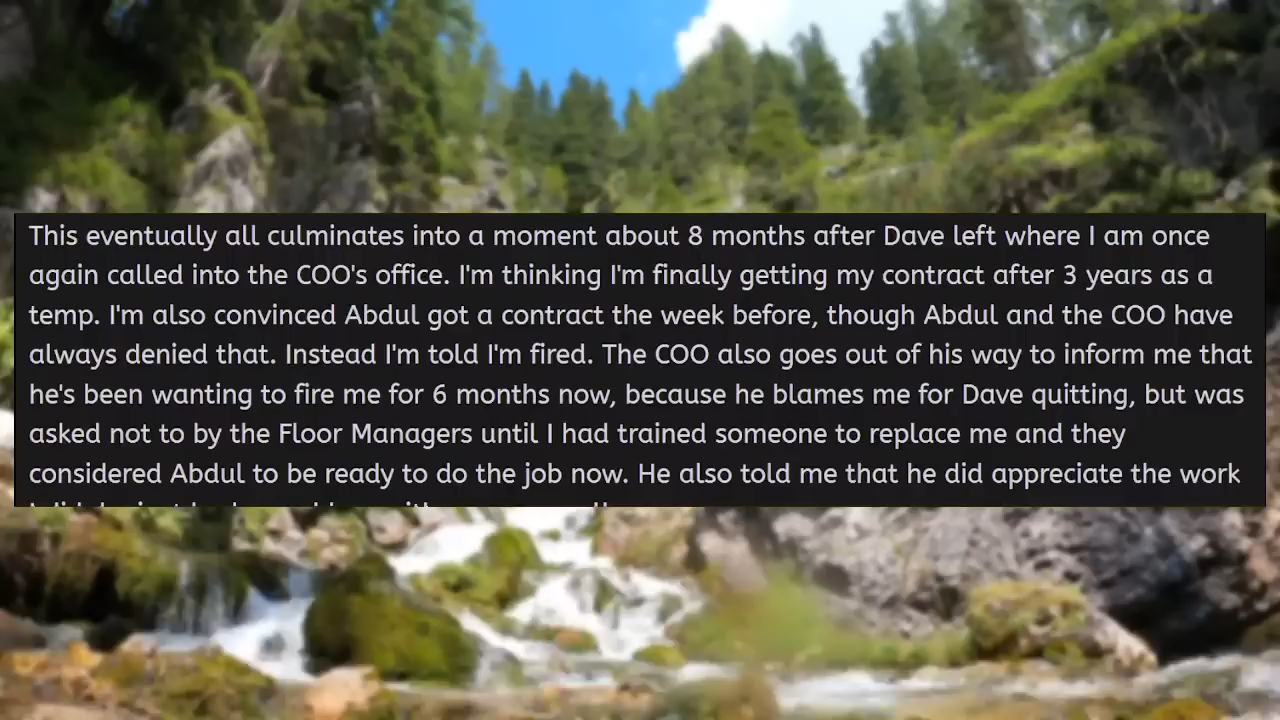 This eventually all culminates into a moment about 8 months after Dave left where I am once
again called into the COO's office. I'm thinking I'm finally getting my contract after 3 years as a
temp. I'm also convinced Abdul got a contract the week before, though Abdul and the COO have
always denied that. Instead I'm told I'm fired. The COO also goes out of his way to inform me that
he's been wanting to fire me for 6 months now, because he blames me for Dave quitting, but was
asked not to by the Floor Managers until I had trained someone to replace me and they
considered Abdul to be ready to do the job now. He also told me that he did appreciate the work